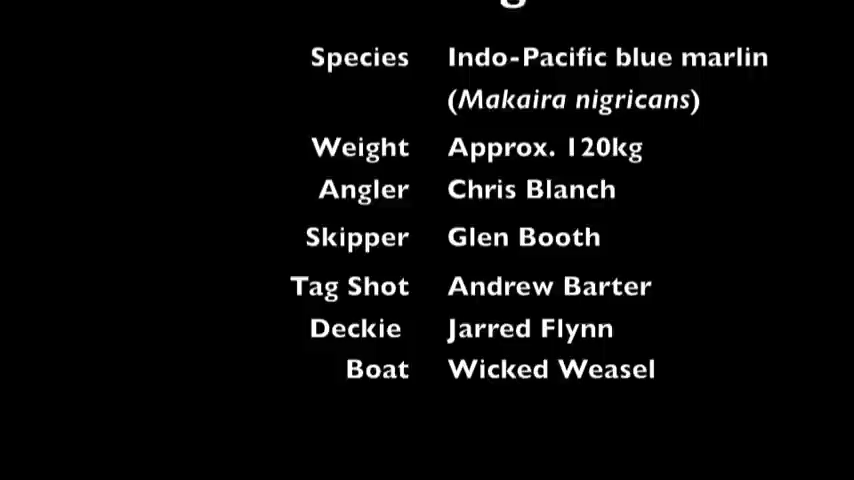 Species Indo-Pacific blue marlin
(Makaira nigricans)
Weight Approx. 120kg
Angler Chris Blanch
Skipper Glen Booth
Tag Shot Andrew Barter
Deckie Jarred Flynn
Boat Wicked Weasel